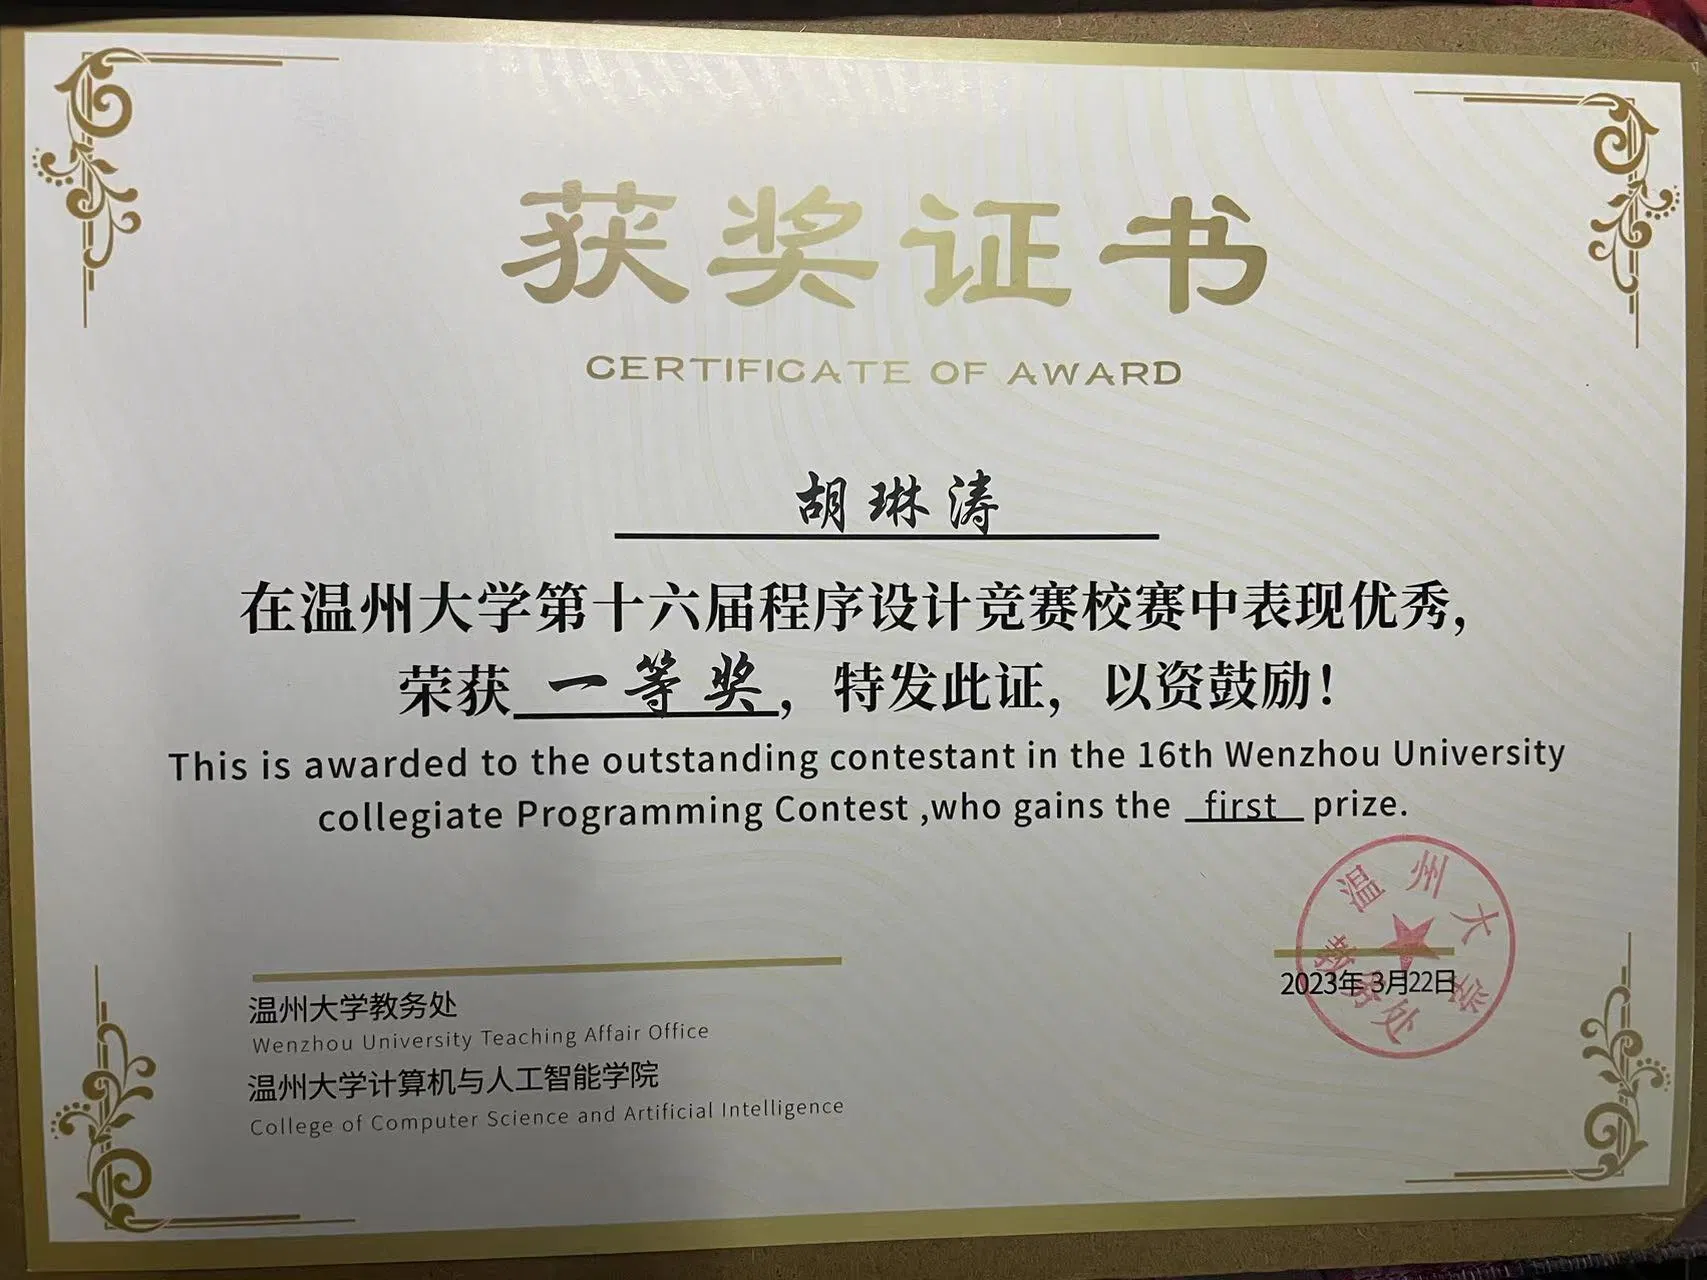 获奖证书
CERTIFICATE OF AWARD
胡琳涛
在温州大学第十六届程序设计竞赛校赛中表现优秀，
荣获一等奖，特发此证，以资鼓励！
This is awarded to the outstanding contestant in the 16th Wenzhou University
collegiate Programming Contest ,who gains the first prize.
温州大学
教务处
2023年 3月22日
温州大学教务处
Wenzhou University Teaching Affair Office
温州大学计算机与人工智能学院
College of Computer Science and Artificial Intelligence